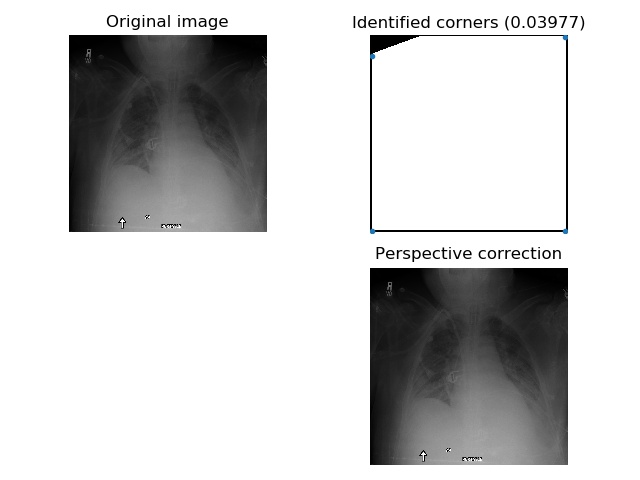 Original image
Identified corners (0.03977)
Perspective correction